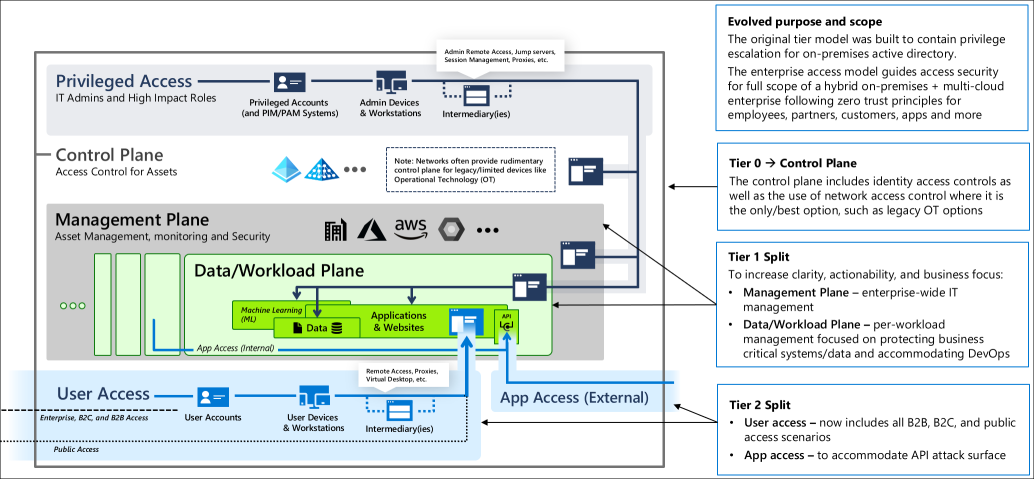 Admin Remote Access, Jump servers,
Session Management, Proxies, etc.
Privileged Access
IT Admins and High Impact Roles
Privileged Accounts
(and PIM/PAM Systems)
Admin Devices
& Workstations
Intermediary(ies)
Control Plane
Access Control for Assets
Note: Networks often provide rudimentary
control plane for legacy/limited devices like
Operational Technology (OT)
Management Plane
Asset Management, monitoring and Security
aws
Data/Workload Plane
Machine Learning
(ML)
Data
Applications
& Websites
API
App Access (Internal)
Remote Access, Proxies,
Virtual Desktop, etc.
User Access
Enterprise, B2C, and B2B Access
User Accounts
User Devices
& Workstations
Intermediary(ies)
Public Access
App Access (External)
Evolved purpose and scope
The original tier model was built to contain privilege
escalation for on-premises active directory.
The enterprise access model guides access security
for full scope of a hybrid on-premises + multi-cloud
enterprise following zero trust principles for
employees, partners, customers, apps and more
Tier 0 → Control Plane
The control plane includes identity access controls as
well as the use of network access control where it is
the only/best option, such as legacy OT options
Tier 1 Split
To increase clarity, actionability, and business focus:
• Management Plane – enterprise-wide IT
management
• Data/Workload Plane – per-workload
management focused on protecting business
critical systems/data and accommodating DevOps
Tier 2 Split
• User access – now includes all B2B, B2C, and public
access scenarios
• App access – to accommodate API attack surface